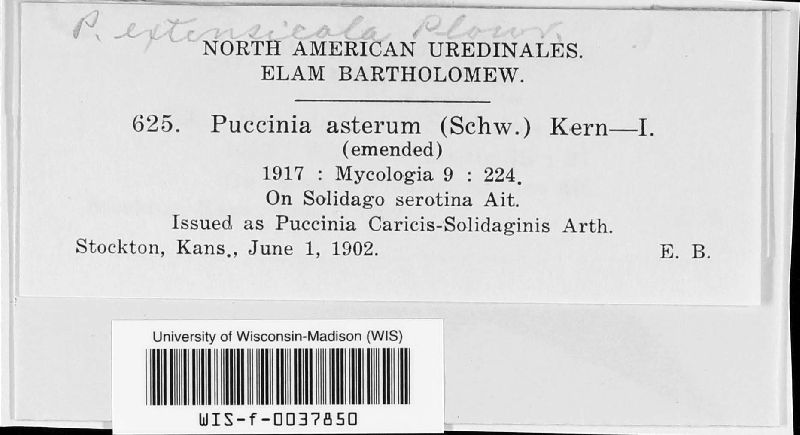 P. extensicola Plowr.
NORTH AMERICAN UREDINALES.
ELAM BARTHOLOMEW.
625. Puccinia asterum (Schw.) Kern—I.
(emended)
1917 : Mycologia 9 : 224.
On Solidago serotina Ait.
Issued as Puccinia Caricis-Solidaginis Arth.
Stockton, Kans., June 1, 1902. E. B.
University of Wisconsin-Madison (WIS)
WIS-f-0037850